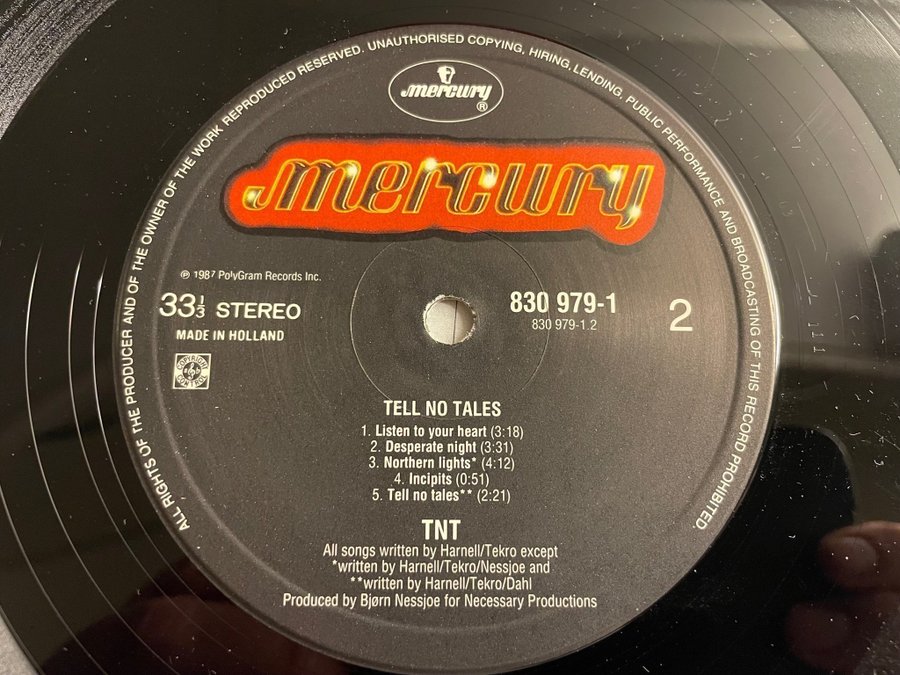 ALL RIGHTS OF THE PRODUCER AND OF THE OWNER OF THE WORK REPRODUCED RESERVED. UNAUTHORISED COPYING, HIRING, LENDING, PUBLIC PERFORMANCE AND BROADCASTING OF THIS RECORD PROHIBITED
mercury ®
mercury
℗ 1987 PolyGram Records Inc.
33⅓ STEREO
MADE IN HOLLAND
COPYRIGHT CONTROL
830 979-1
830 979-1.2
2
TELL NO TALES
1. Listen to your heart (3:18)
2. Desperate night (3:31)
3. Northern lights* (4:12)
4. Incipits (0:51)
5. Tell no tales** (2:21)
TNT
All songs written by Harnell/Tekro except
*written by Harnell/Tekro/Nessjoe and
**written by Harnell/Tekro/Dahl
Produced by Bjørn Nessjoe for Necessary Productions